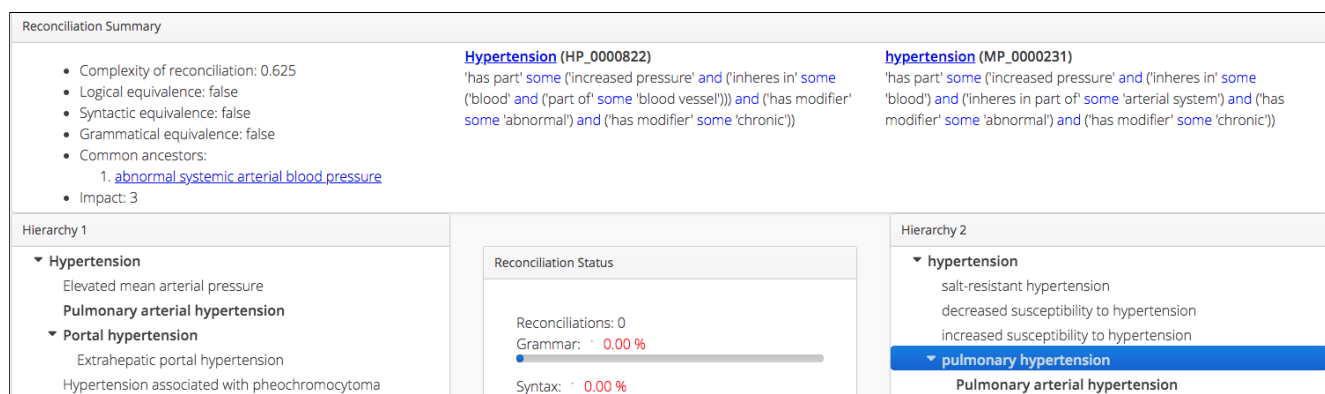 Reconciliation Summary
Complexity of reconciliation: 0.625
Logical equivalence: false
Syntactic equivalence: false
Grammatical equivalence: false
Common ancestors:
1. abnormal systemic arterial blood pressure
Impact: 3
Hypertension (HP_0000822)
'has part' some ('increased pressure' and ('inheres in' some
('blood' and ('part of' some 'blood vessel'))) and ('has modifier'
some 'abnormal') and ('has modifier' some 'chronic'))
hypertension (MP_0000231)
'has part' some ('increased pressure' and ('inheres in' some
'blood') and ('inheres in part of' some 'arterial system') and ('has
modifier' some 'abnormal') and ('has modifier' some 'chronic'))
Hierarchy 1
Hypertension
Elevated mean arterial pressure
Pulmonary arterial hypertension
Portal hypertension
Extrahepatic portal hypertension
Hypertension associated with pheochromocytoma
Reconciliation Status
Reconciliations: 0
Grammar: 0.00 %
Syntax: 0.00 %
Hierarchy 2
hypertension
salt-resistant hypertension
decreased susceptibility to hypertension
increased susceptibility to hypertension
pulmonary hypertension
Pulmonary arterial hypertension